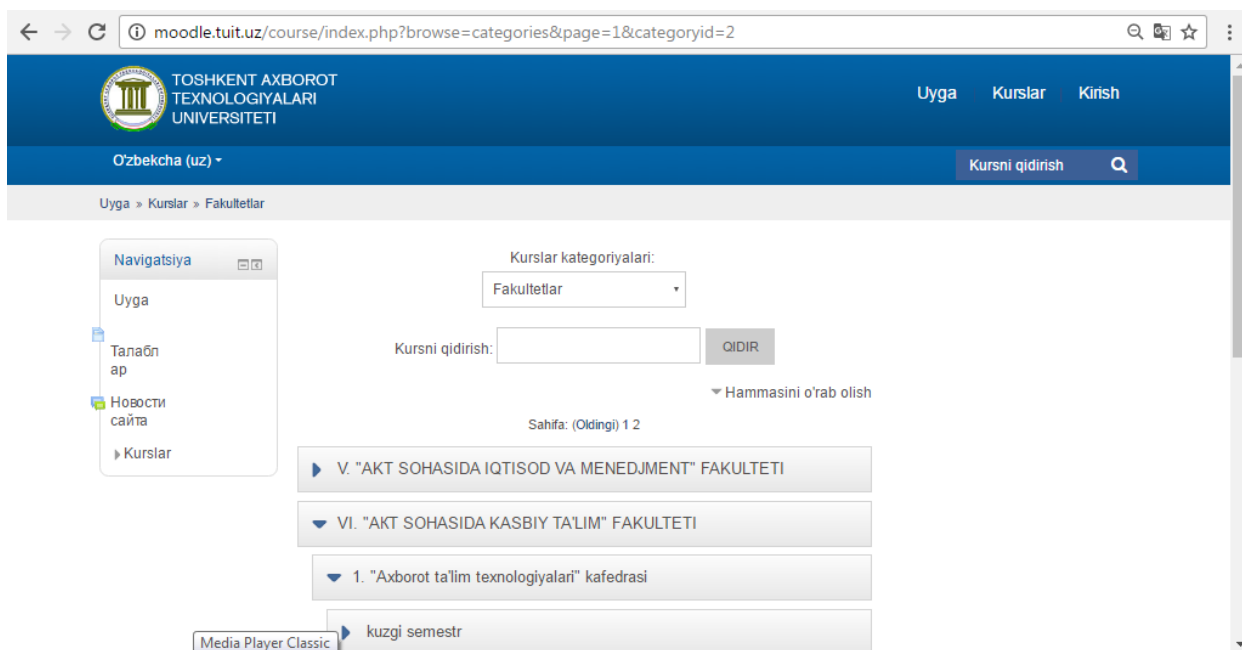 moodle.tuit.uz/course/index.php?browse=categories&page=1&categoryid=2
TOSHKENT AXBOROT
TEXNOLOGIYALARI
UNIVERSITETI
Uyga Kurslar Kirish
O'zbekcha (uz)
Kursni qidirish
Uyga » Kurslar » Fakultetlar
Navigatsiya
Uyga
Талабл
ар
Новости
сайта
Kurslar
Kurslar kategoriyalari:
Fakultetlar
Kursni qidirish: QIDIR
Hammasini o'rab olish
Sahifa: (Oldingi) 1 2
V. "AKT SOHASIDA IQTISOD VA MENEDJMENT" FAKULTETI
VI. "AKT SOHASIDA KASBIY TA'LIM" FAKULTETI
1. "Axborot ta'lim texnologiyalari" kafedrasi
kuzgi semestr
Media Player Classic